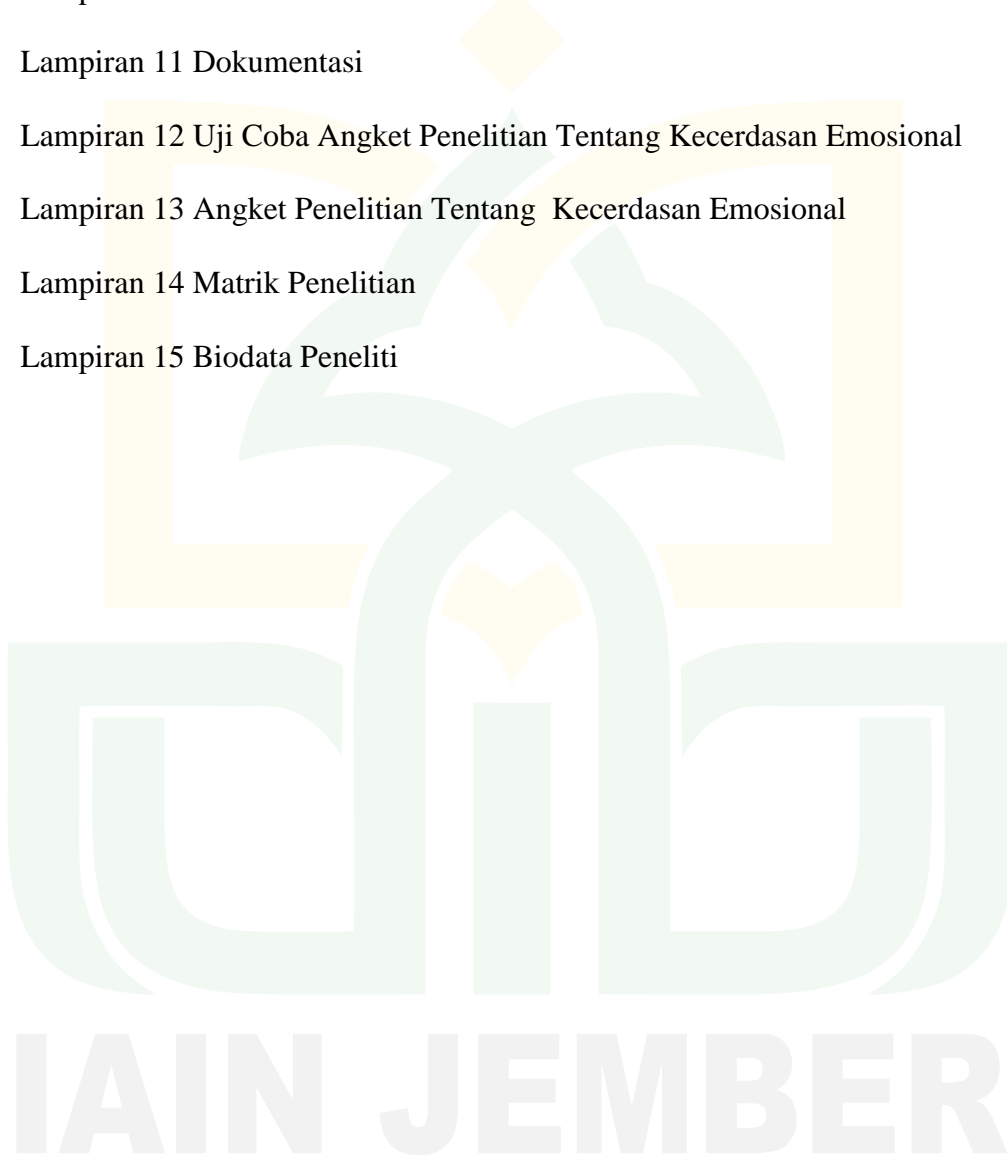 Lampiran 11 Dokumentasi
Lampiran 12 Uji Coba Angket Penelitian Tentang Kecerdasan Emosional
Lampiran 13 Angket Penelitian Tentang  Kecerdasan Emosional
Lampiran 14 Matrik Penelitian
Lampiran 15 Biodata Peneliti
IAIN JEMBER